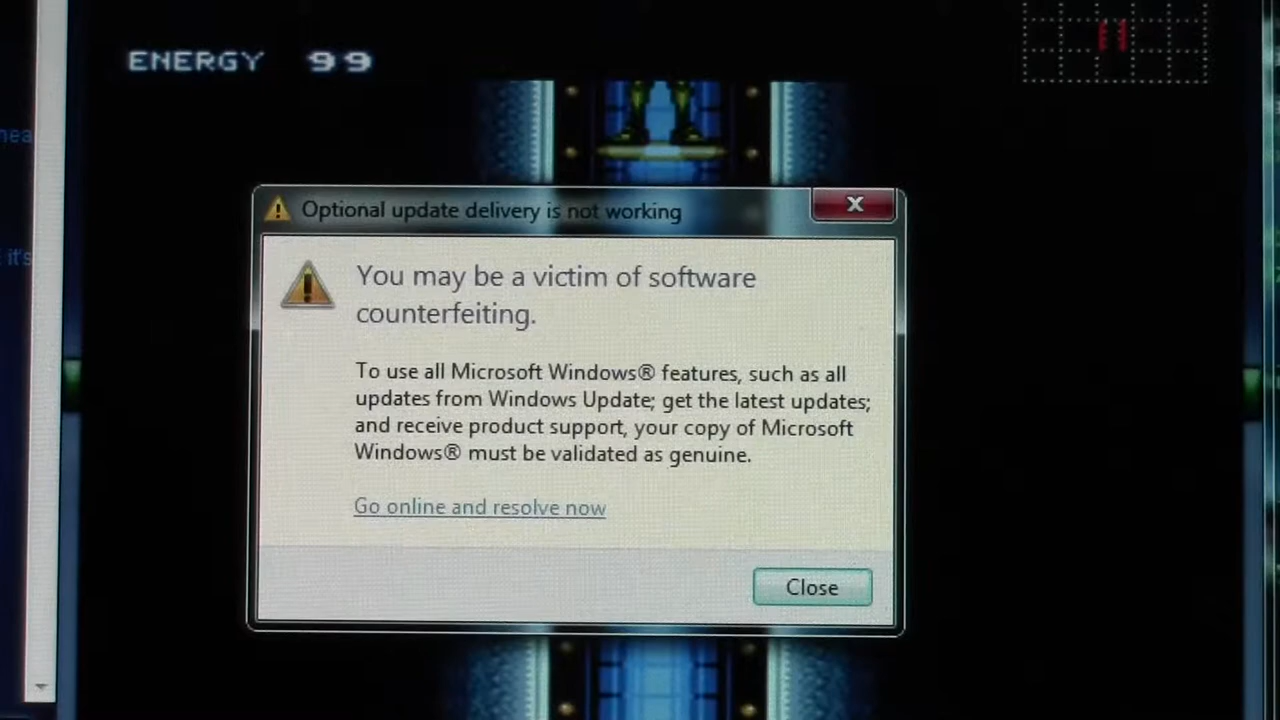 ENERGY 99
nea
it's
Optional update delivery is not working
You may be a victim of software
counterfeiting.
To use all Microsoft Windows® features, such as all
updates from Windows Update; get the latest updates;
and receive product support, your copy of Microsoft
Windows® must be validated as genuine.
Go online and resolve now
Close